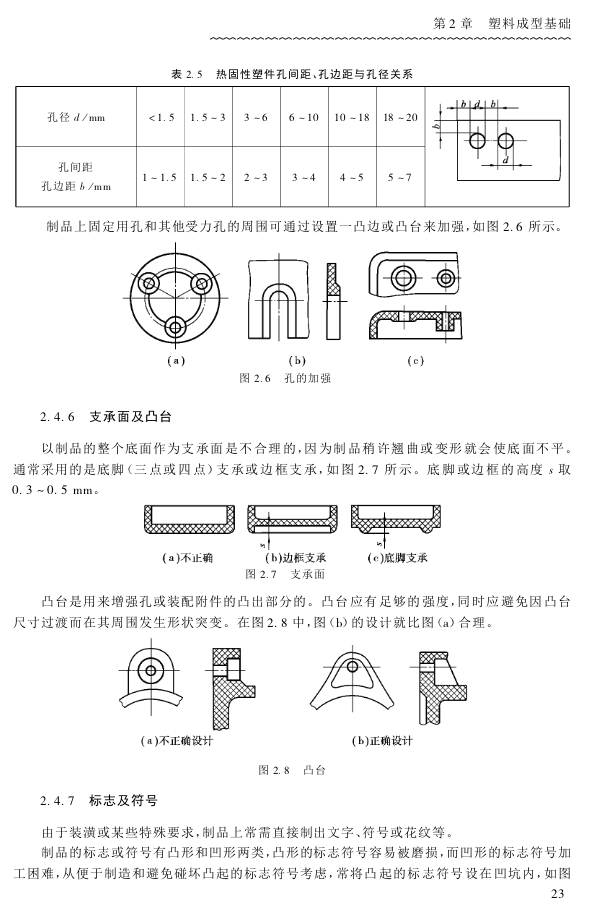 第 2 章 塑料成型基础
表 2.5 热固性塑件孔间距、孔边距与孔径关系
孔径 d/mm <1.5 1.5~3 3~6 6~10 10~18 18~20
b d b
b
d
孔间距
孔边距 b/mm
1~1.5 1.5~2 2~3 3~4 4~5 5~7
制品上固定用孔和其他受力孔的周围可通过设置一凸边或凸台来加强,如图 2.6 所示。
(a) (b) (c)
图 2.6 孔的加强
2.4.6 支承面及凸台
以制品的整个底面作为支承面是不合理的,因为制品稍许翘曲或变形就会使底面不平。
通常采用的是底脚(三点或四点)支承或边框支承,如图 2.7 所示。底脚或边框的高度 s 取
0.3~0.5 mm。
s s
(a)不正确 (b)边框支承 (c)底脚支承
图 2.7 支承面
凸台是用来增强孔或装配附件的凸出部分的。凸台应有足够的强度,同时应避免因凸台
尺寸过渡而在其周围发生形状突变。在图 2.8 中,图(b)的设计就比图(a)合理。
(a)不正确设计 (b)正确设计
图 2.8 凸台
2.4.7 标志及符号
由于装潢或某些特殊要求,制品上常需直接制出文字、符号或花纹等。
制品的标志或符号有凸形和凹形两类,凸形的标志符号容易被磨损,而凹形的标志符号加
工困难,从便于制造和避免碰坏凸起的标志符号考虑,常将凸起的标志符号设在凹坑内,如图
23